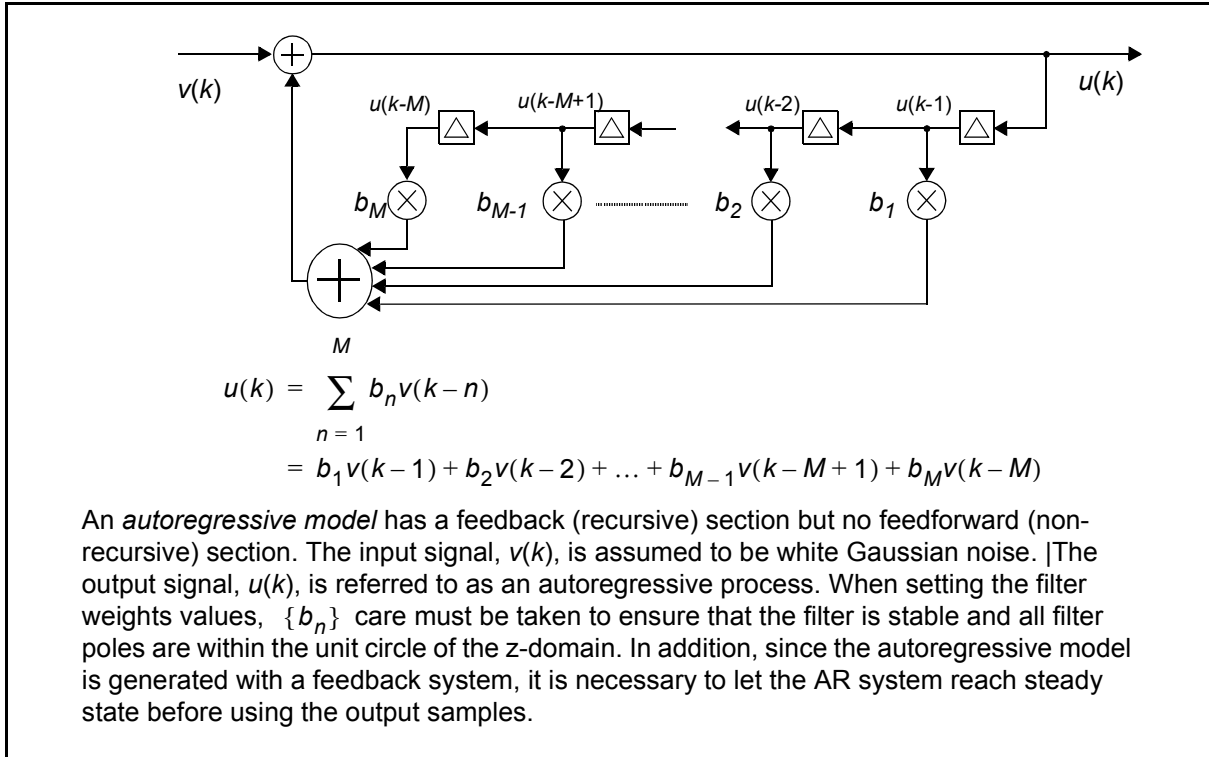 v(k)
u(k)
u(k-M)
u(k-M+1)
u(k-2)
u(k-1)
b_M
b_{M-1}
b_2
b_1
M
u(k) = ∑ b_n v(k – n)
n = 1
= b_1 v(k – 1) + b_2 v(k – 2) + … + b_{M – 1} v(k – M + 1) + b_M v(k – M)
An autoregressive model has a feedback (recursive) section but no feedforward (non-
recursive) section. The input signal, v(k), is assumed to be white Gaussian noise. |The
output signal, u(k), is referred to as an autoregressive process. When setting the filter
weights values, {b_n} care must be taken to ensure that the filter is stable and all filter
poles are within the unit circle of the z-domain. In addition, since the autoregressive model
is generated with a feedback system, it is necessary to let the AR system reach steady
state before using the output samples.